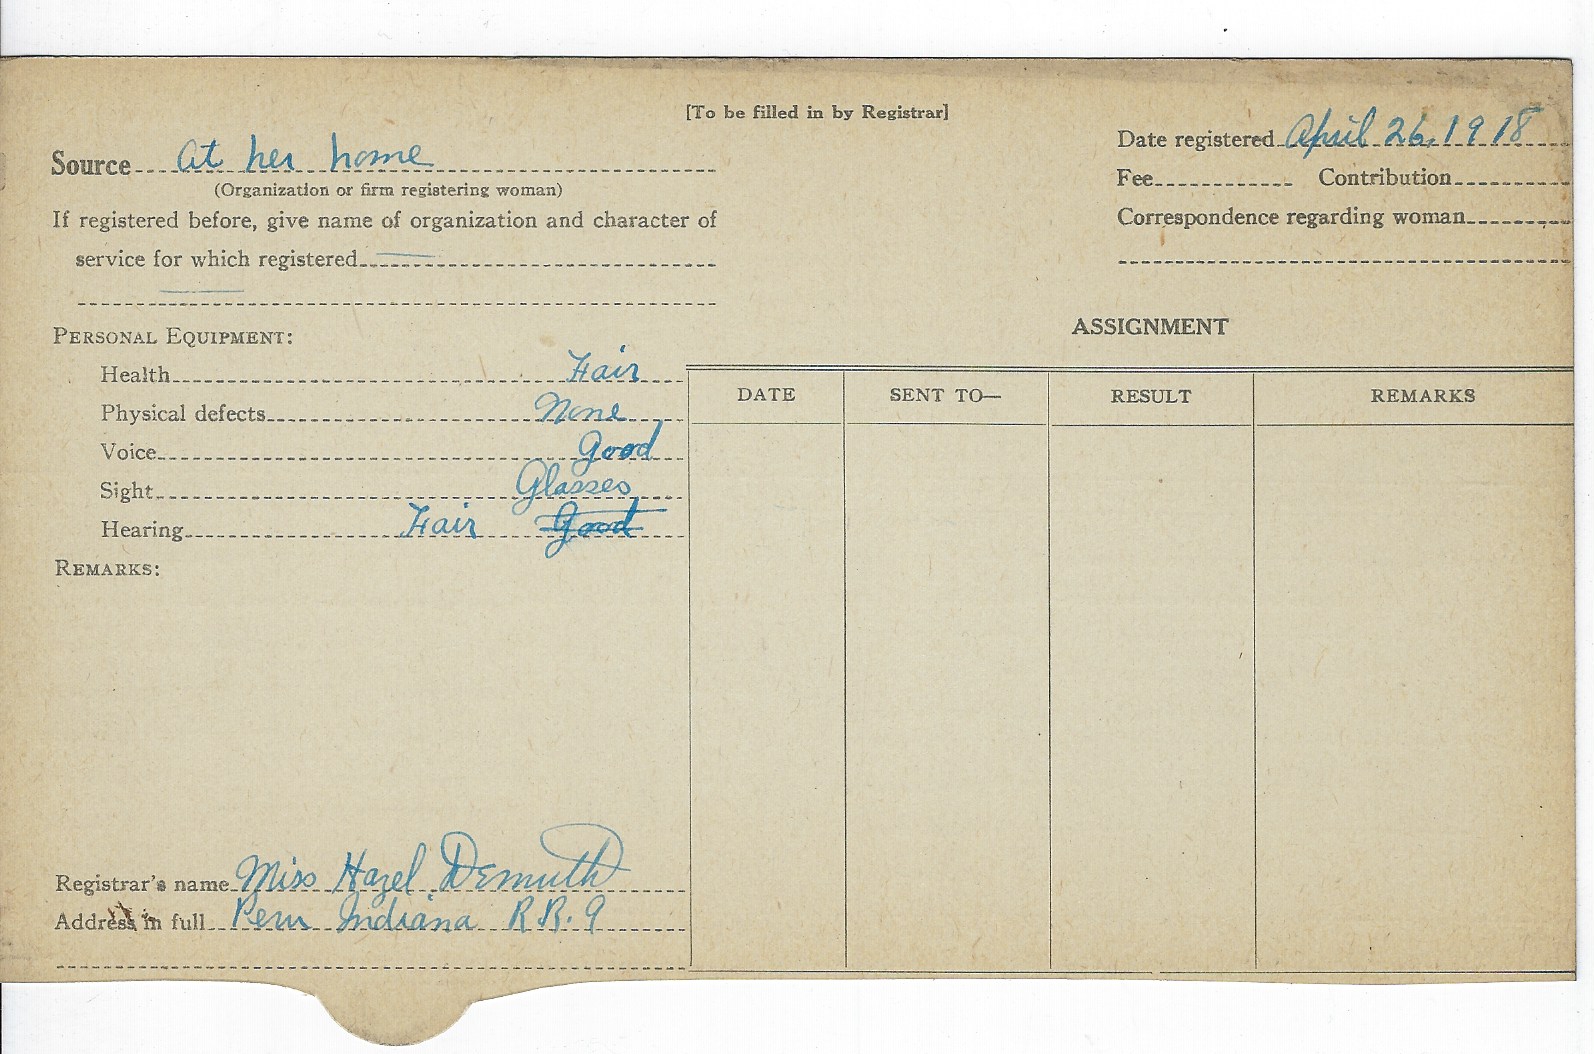 [To be filled in by Registrar]
Source At her home
(Organization or firm registering woman)
If registered before, give name of organization and character of
service for which registered
Date registered April 26, 1918
Fee Contribution
Correspondence regarding woman
PERSONAL EQUIPMENT:
Health Fair
Physical defects None
Voice Good
Sight Glasses
Hearing Fair Good
REMARKS:
ASSIGNMENT
DATE SENT TO— RESULT REMARKS
Registrar's name Miss Hazel Demuth
Address in full Peru Indiana R.R. 9